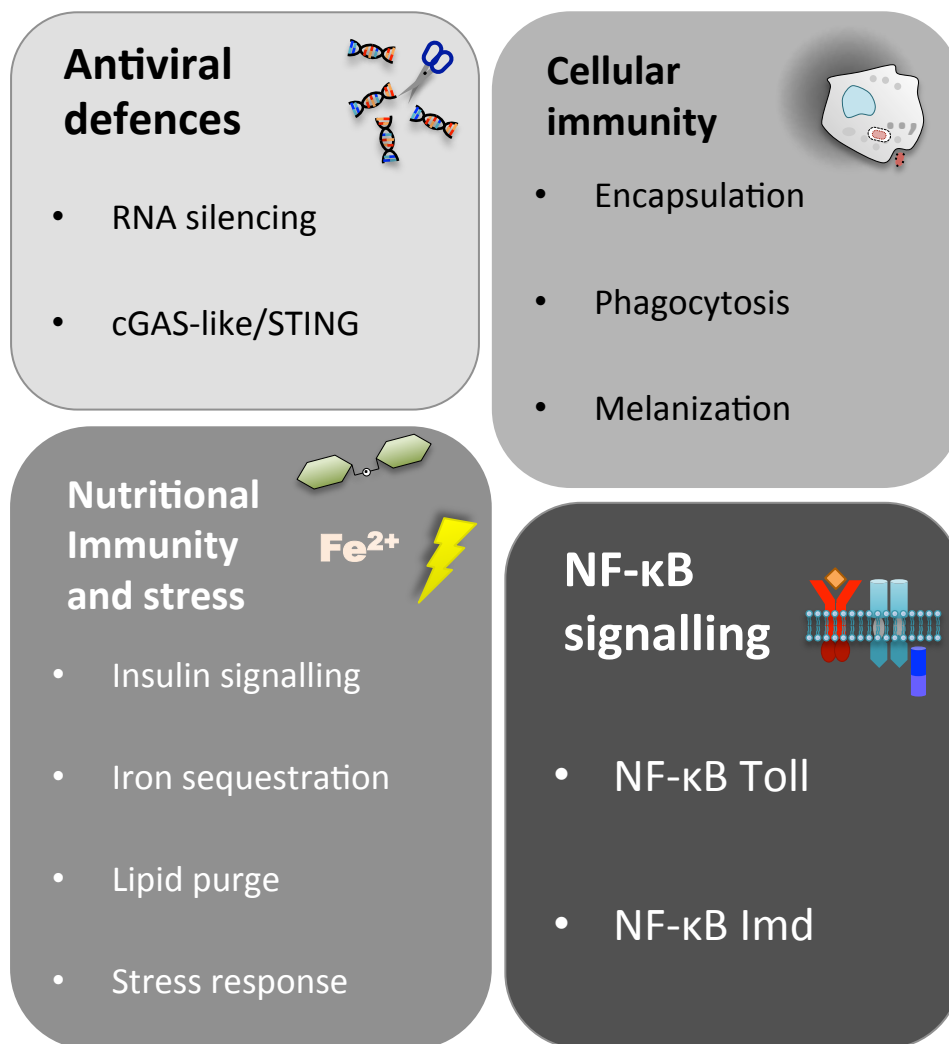 Antiviral
defences
• RNA silencing
• cGAS-like/STING
Cellular
immunity
• Encapsulation
• Phagocytosis
• Melanization
Nutritional
Immunity
and stress
Fe²⁺
• Insulin signalling
• Iron sequestration
• Lipid purge
• Stress response
NF-κB
signalling
• NF-κB Toll
• NF-κB Imd